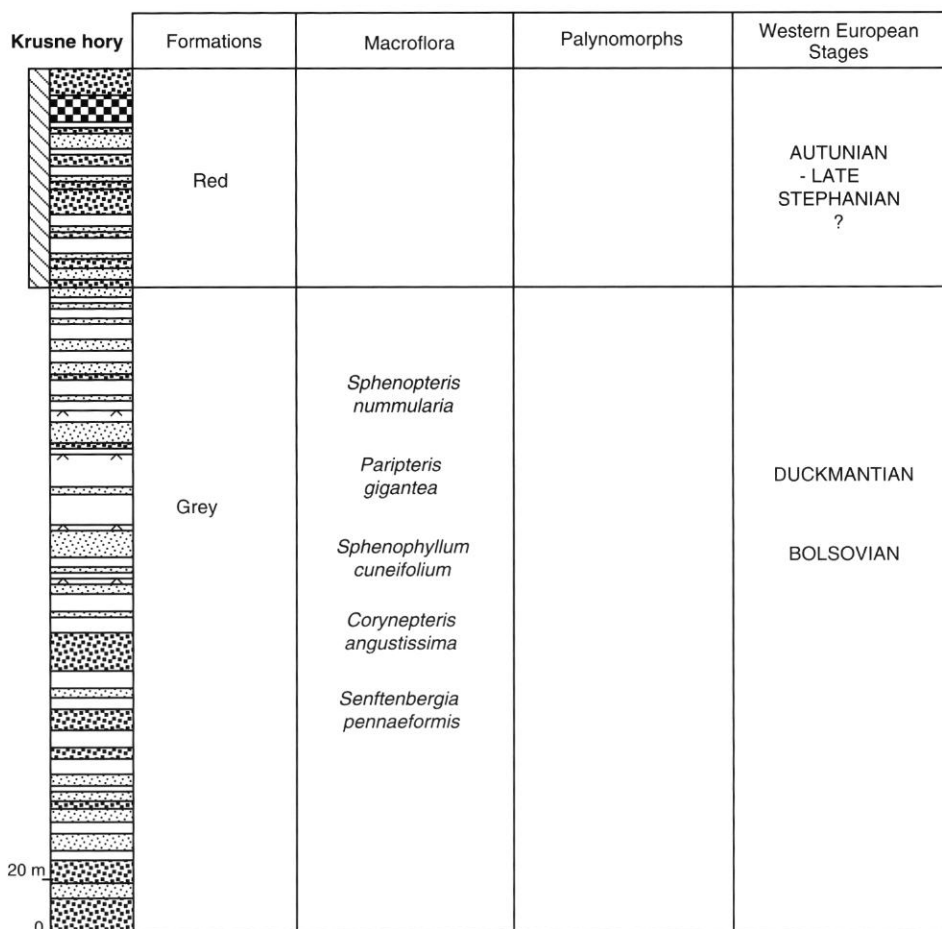 Krusne hory
Formations
Macroflora
Palynomorphs
Western European
Stages
Red
AUTUNIAN
- LATE
STEPHANIAN
?
Grey
Sphenopteris
nummularia
Paripteris
gigantea
Sphenophyllum
cuneifolium
Corynepteris
angustissima
Senftenbergia
pennaeformis
DUCKMANTIAN
BOLSOVIAN
20 m
0